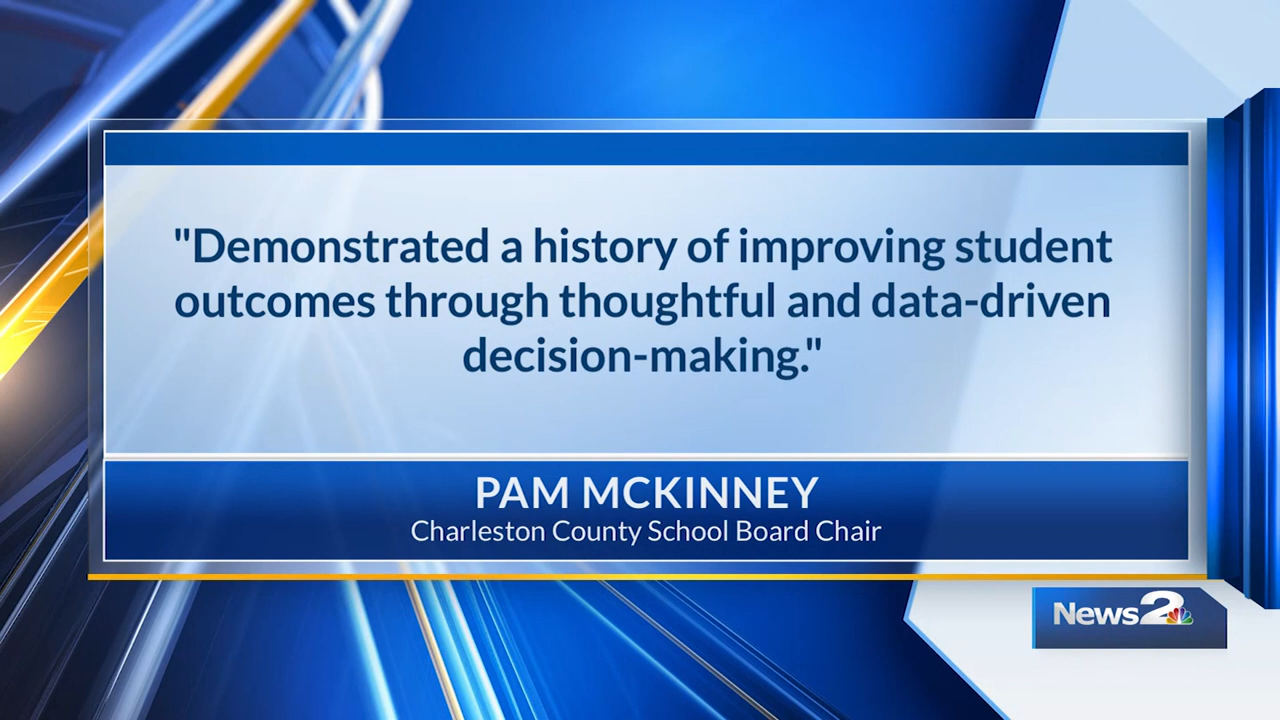 "Demonstrated a history of improving student
outcomes through thoughtful and data-driven
decision-making."
PAM MCKINNEY
Charleston County School Board Chair
News2